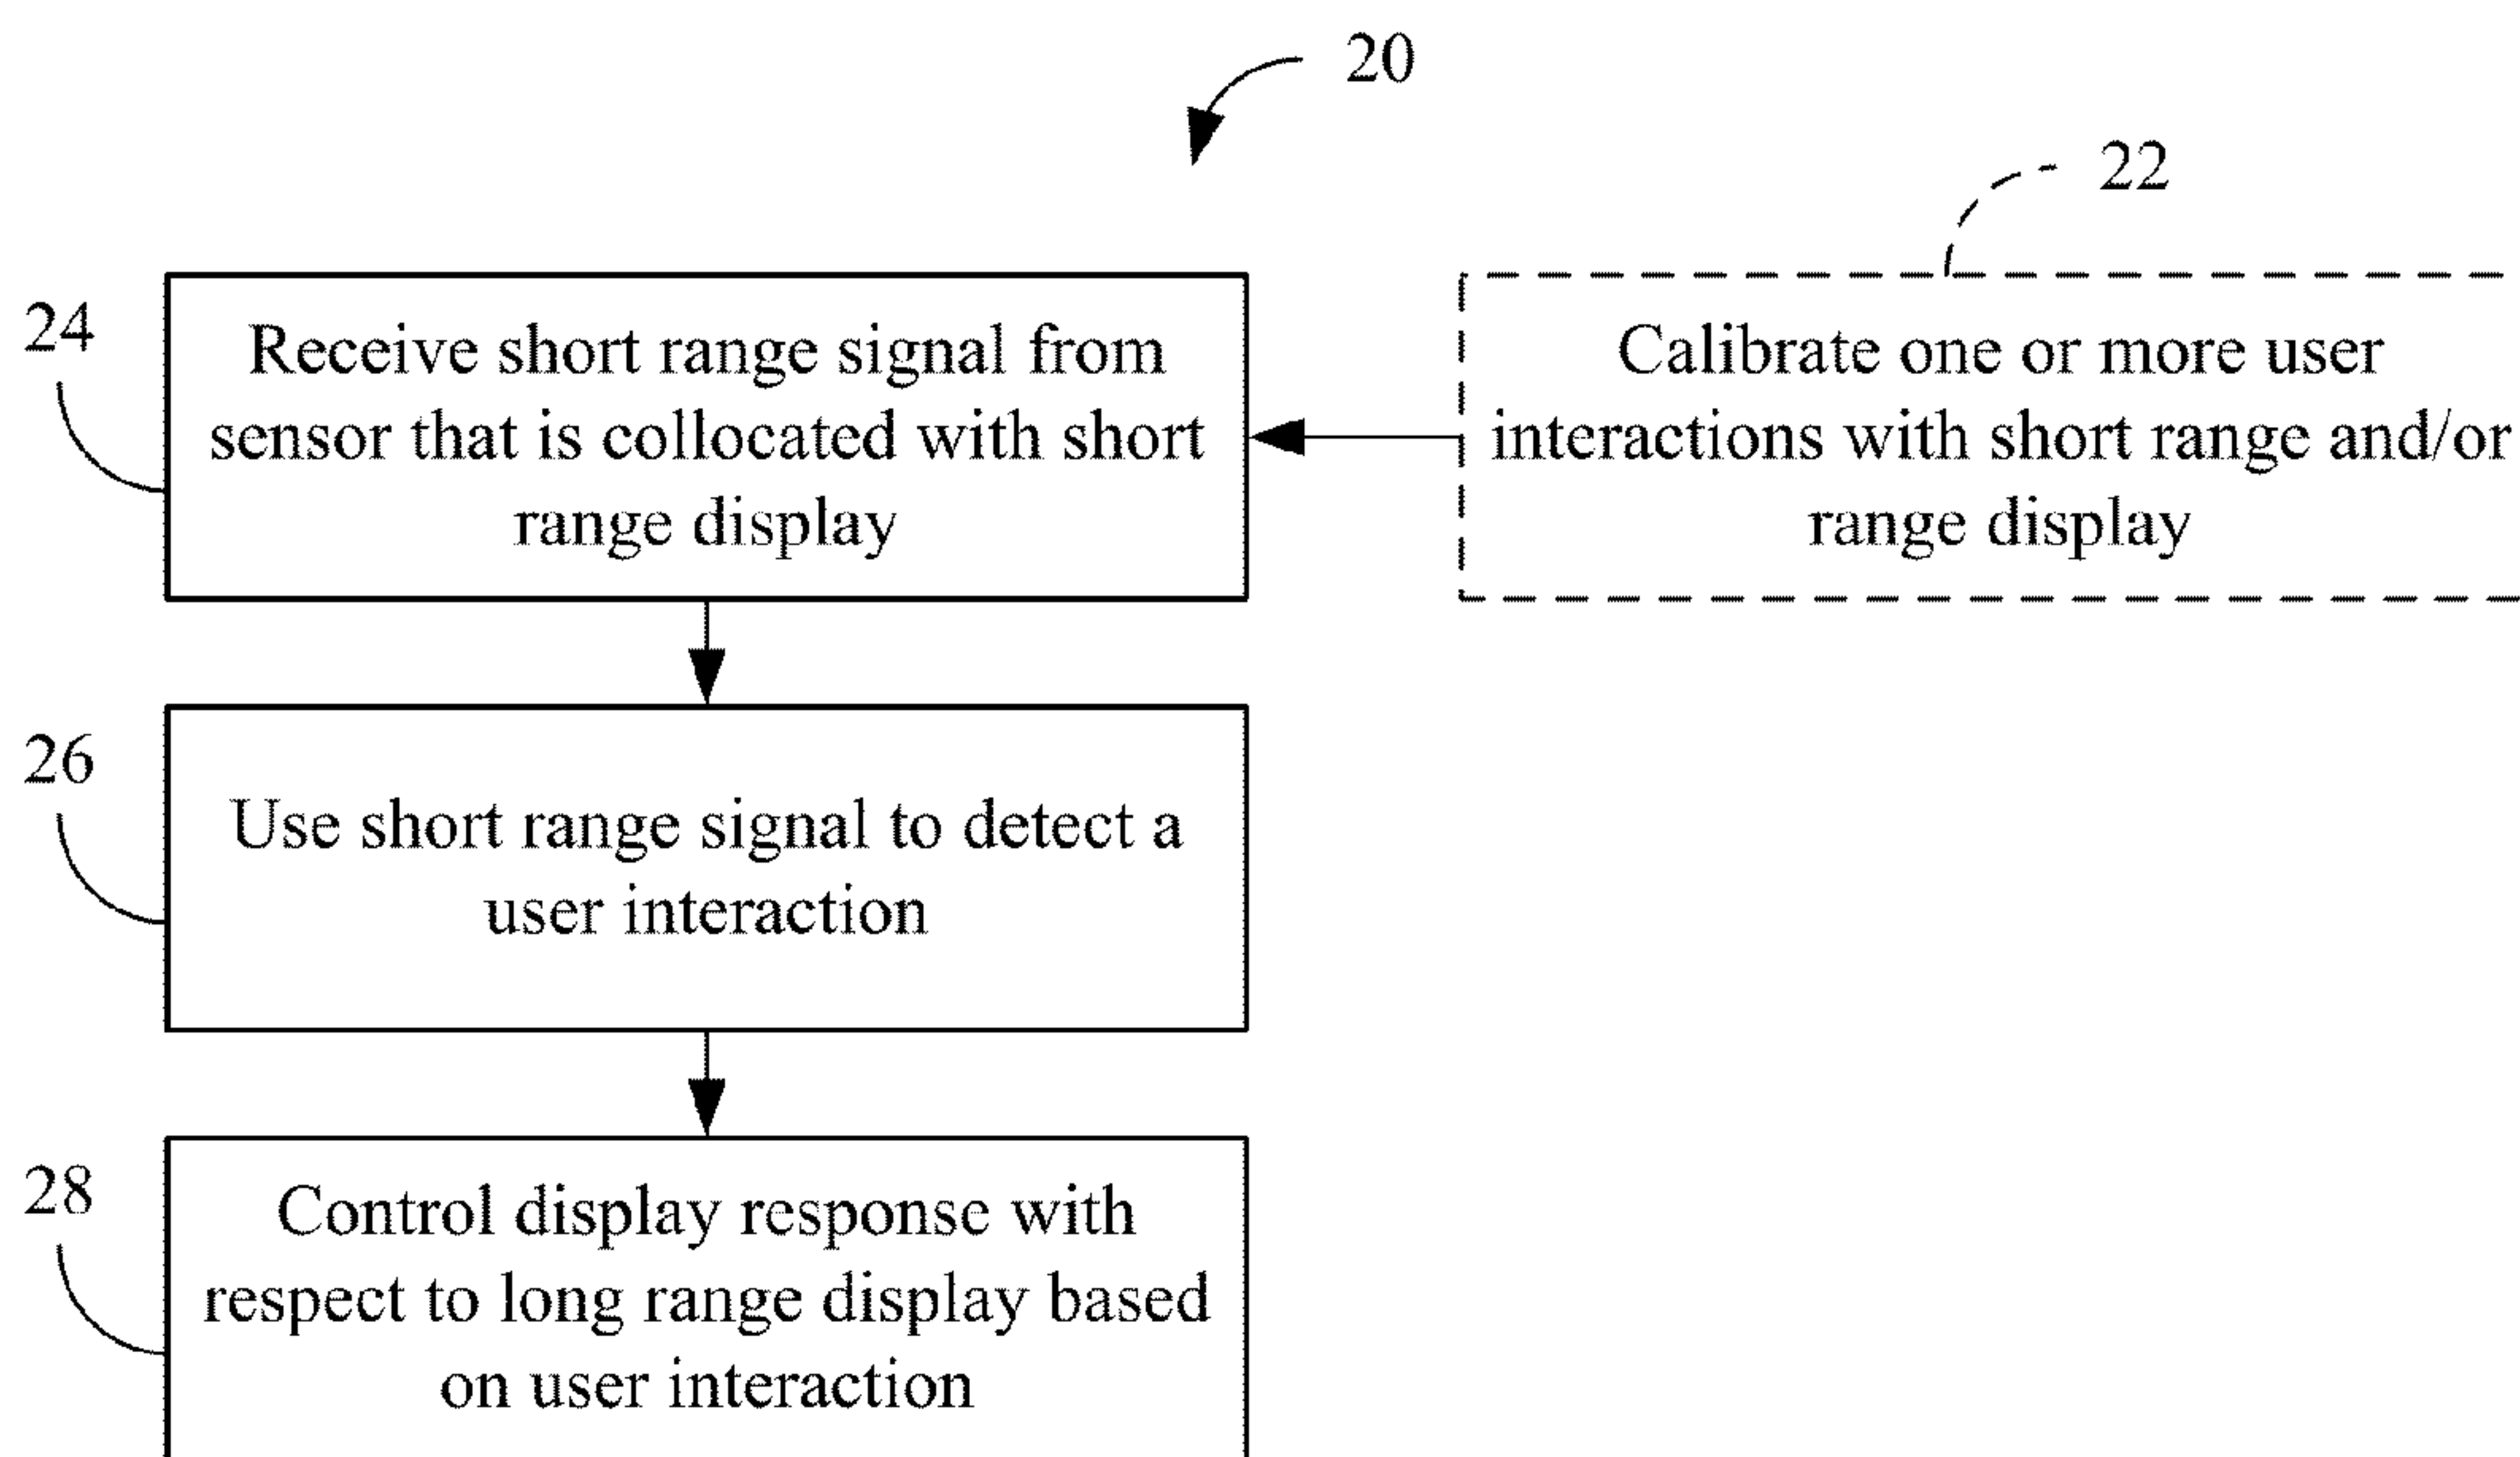 20
22
24
Receive short range signal from
sensor that is collocated with short
range display
Calibrate one or more user
interactions with short range and/or
range display
26
Use short range signal to detect a
user interaction
28
Control display response with
respect to long range display based
on user interaction